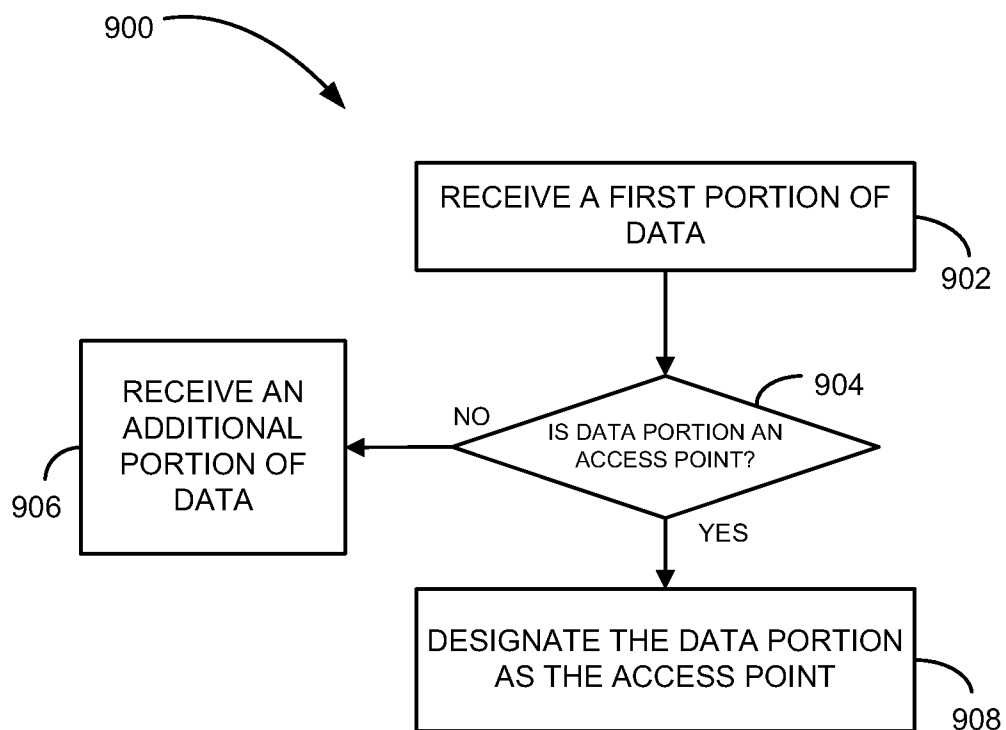 900
RECEIVE A FIRST PORTION OF
DATA
902
904
IS DATA PORTION AN
ACCESS POINT?
NO
RECEIVE AN
ADDITIONAL
PORTION OF
DATA
906
YES
DESIGNATE THE DATA PORTION
AS THE ACCESS POINT
908